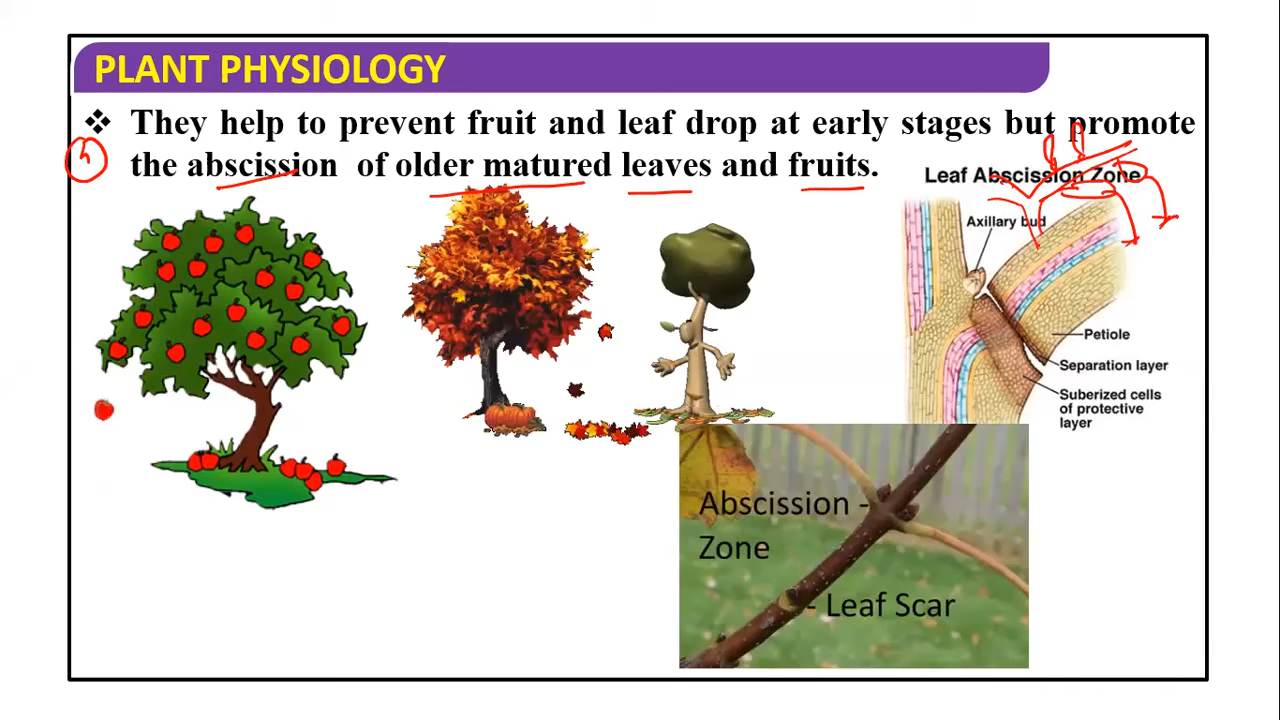 PLANT PHYSIOLOGY
❖ They help to prevent fruit and leaf drop at early stages but promote
the abscission of older matured leaves and fruits.
Leaf Abscission Zone
Axillary bud
Petiole
Separation layer
Suberized cells
of protective
layer
Abscission -
Zone
- Leaf Scar